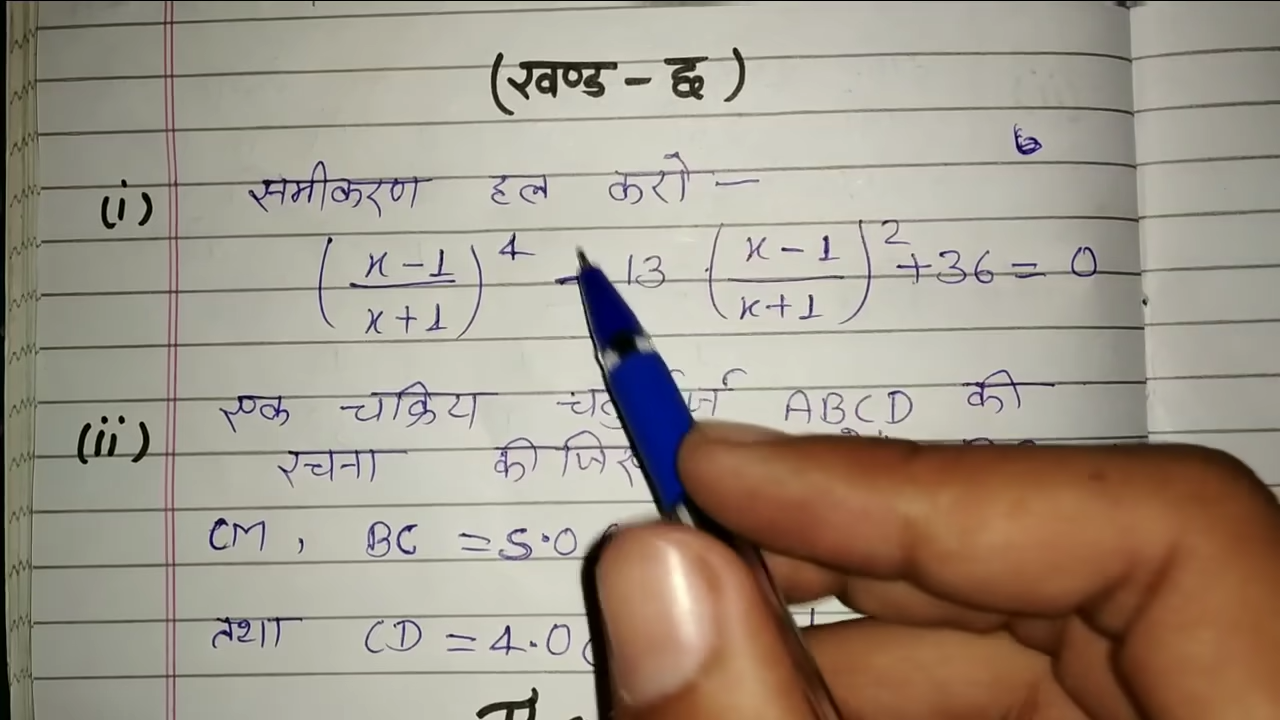 (खण्ड - छ)
6
(i) समीकरण हल करो —
(x-1/x+1)^4 - 13 (x-1/x+1)^2 + 36 = 0
(ii) एक चक्रिय ABCD की
रचना कीजिए
CM, BC = 5.0
तथा CD = 4.0